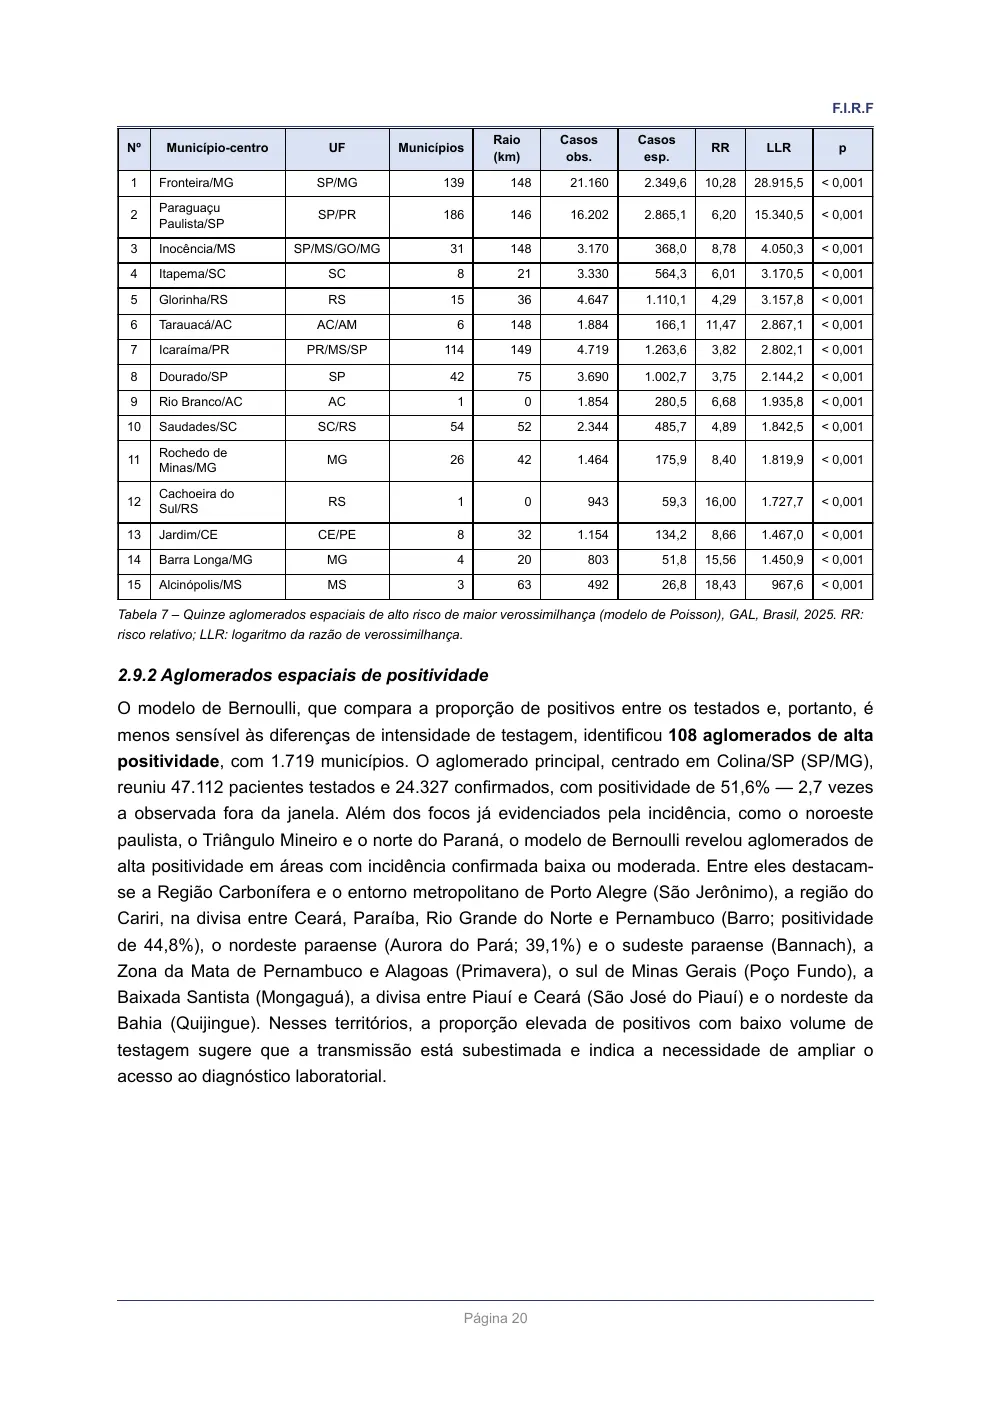 F.I.R.F
Nº Município-centro UF Municípios Raio (km) Casos obs. Casos esp. RR LLR p
1 Fronteira/MG SP/MG 139 148 21.160 2.349,6 10,28 28.915,5 < 0,001
2 Paraguaçu Paulista/SP SP/PR 186 146 16.202 2.865,1 6,20 15.340,5 < 0,001
3 Inocência/MS SP/MS/GO/MG 31 148 3.170 368,0 8,78 4.050,3 < 0,001
4 Itapema/SC SC 8 21 3.330 564,3 6,01 3.170,5 < 0,001
5 Glorinha/RS RS 15 36 4.647 1.110,1 4,29 3.157,8 < 0,001
6 Tarauacá/AC AC/AM 6 148 1.884 166,1 11,47 2.867,1 < 0,001
7 Icaraíma/PR PR/MS/SP 114 149 4.719 1.263,6 3,82 2.802,1 < 0,001
8 Dourado/SP SP 42 75 3.690 1.002,7 3,75 2.144,2 < 0,001
9 Rio Branco/AC AC 1 0 1.854 280,5 6,68 1.935,8 < 0,001
10 Saudades/SC SC/RS 54 52 2.344 485,7 4,89 1.842,5 < 0,001
11 Rochedo de Minas/MG MG 26 42 1.464 175,9 8,40 1.819,9 < 0,001
12 Cachoeira do Sul/RS RS 1 0 943 59,3 16,00 1.727,7 < 0,001
13 Jardim/CE CE/PE 8 32 1.154 134,2 8,66 1.467,0 < 0,001
14 Barra Longa/MG MG 4 20 803 51,8 15,56 1.450,9 < 0,001
15 Alcinópolis/MS MS 3 63 492 26,8 18,43 967,6 < 0,001
Tabela 7 – Quinze aglomerados espaciais de alto risco de maior verossimilhança (modelo de Poisson), GAL, Brasil, 2025. RR:
risco relativo; LLR: logaritmo da razão de verossimilhança.
2.9.2 Aglomerados espaciais de positividade
O modelo de Bernoulli, que compara a proporção de positivos entre os testados e, portanto, é
menos sensível às diferenças de intensidade de testagem, identificou 108 aglomerados de alta
positividade, com 1.719 municípios. O aglomerado principal, centrado em Colina/SP (SP/MG),
reuniu 47.112 pacientes testados e 24.327 confirmados, com positividade de 51,6% — 2,7 vezes
a observada fora da janela. Além dos focos já evidenciados pela incidência, como o noroeste
paulista, o Triângulo Mineiro e o norte do Paraná, o modelo de Bernoulli revelou aglomerados de
alta positividade em áreas com incidência confirmada baixa ou moderada. Entre eles destacam-
se a Região Carbonífera e o entorno metropolitano de Porto Alegre (São Jerônimo), a região do
Cariri, na divisa entre Ceará, Paraíba, Rio Grande do Norte e Pernambuco (Barro; positividade
de 44,8%), o nordeste paraense (Aurora do Pará; 39,1%) e o sudeste paraense (Bannach), a
Zona da Mata de Pernambuco e Alagoas (Primavera), o sul de Minas Gerais (Poço Fundo), a
Baixada Santista (Mongaguá), a divisa entre Piauí e Ceará (São José do Piauí) e o nordeste da
Bahia (Quijingue). Nesses territórios, a proporção elevada de positivos com baixo volume de
testagem sugere que a transmissão está subestimada e indica a necessidade de ampliar o
acesso ao diagnóstico laboratorial.
Página 20